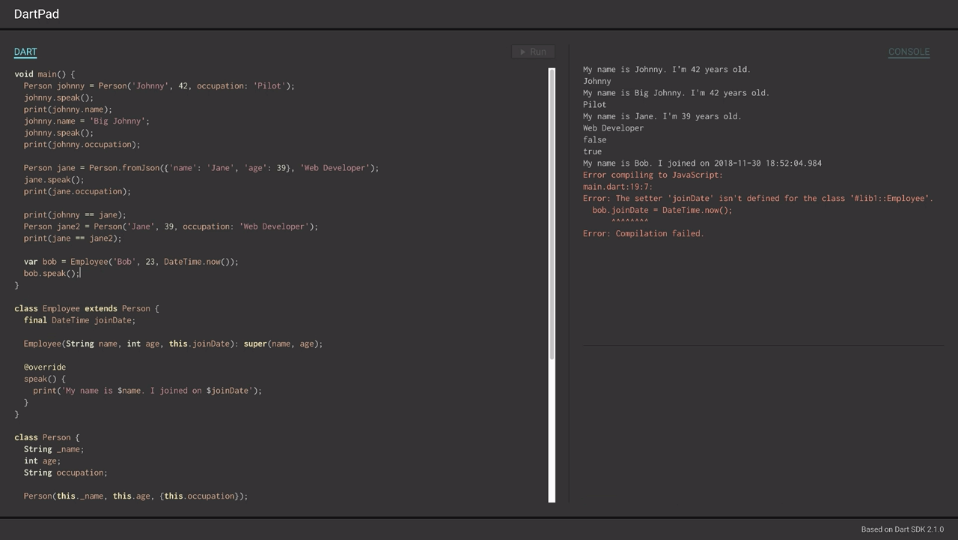 DartPad
DART
Run
CONSOLE
void main() {
Person johnny = Person('Johnny', 42, occupation: 'Pilot');
johnny.speak();
print(johnny.name);
johnny.name = 'Big Johnny';
johnny.speak();
print(johnny.occupation);
Person jane = Person.fromJson({'name': 'Jane', 'age': 39}, 'Web Developer');
jane.speak();
print(jane.occupation);
print(johnny == jane);
Person jane2 = Person('Jane', 39, occupation: 'Web Developer');
print(jane == jane2);
var bob = Employee('Bob', 23, DateTime.now());
bob.speak();
}
class Employee extends Person {
final DateTime joinDate;
Employee(String name, int age, this.joinDate): super(name, age);
@override
speak() {
print('My name is $name. I joined on $joinDate');
}
}
class Person {
String _name;
int age;
String occupation;
Person(this._name, this.age, {this.occupation});
My name is Johnny. I'm 42 years old.
Johnny
My name is Big Johnny. I'm 42 years old.
Pilot
My name is Jane. I'm 39 years old.
Web Developer
false
true
My name is Bob. I joined on 2018-11-30 18:52:04.984
Error compiling to JavaScript:
main.dart:19:7:
Error: The setter 'joinDate' isn't defined for the class '#lib1::Employee'.
bob.joinDate = DateTime.now();
^^^^^^^^
Error: Compilation failed.
Based on Dart SDK 2.1.0